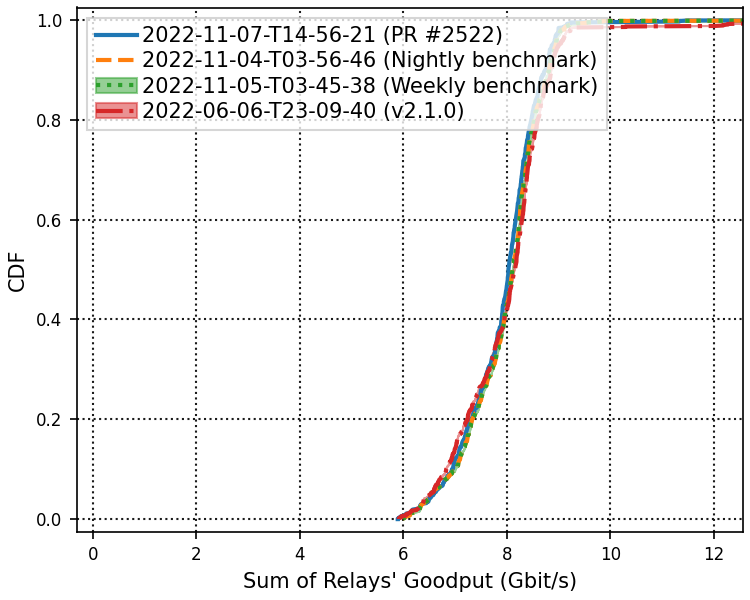 2022-11-07-T14-56-21 (PR #2522)
2022-11-04-T03-56-46 (Nightly benchmark)
2022-11-05-T03-45-38 (Weekly benchmark)
2022-06-06-T23-09-40 (v2.1.0)
1.0
0.8
0.6
0.4
0.2
0.0
CDF
0 2 4 6 8 10 12
Sum of Relays' Goodput (Gbit/s)